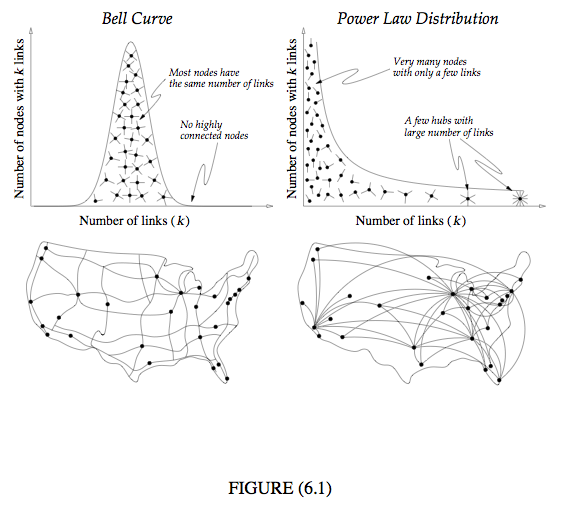 Bell Curve
Number of nodes with k links
Most nodes have
the same number of links
No highly
connected nodes
Number of links (k)
Power Law Distribution
Number of nodes with k links
Very many nodes
with only a few links
A few hubs with
large number of links
Number of links (k)
FIGURE (6.1)